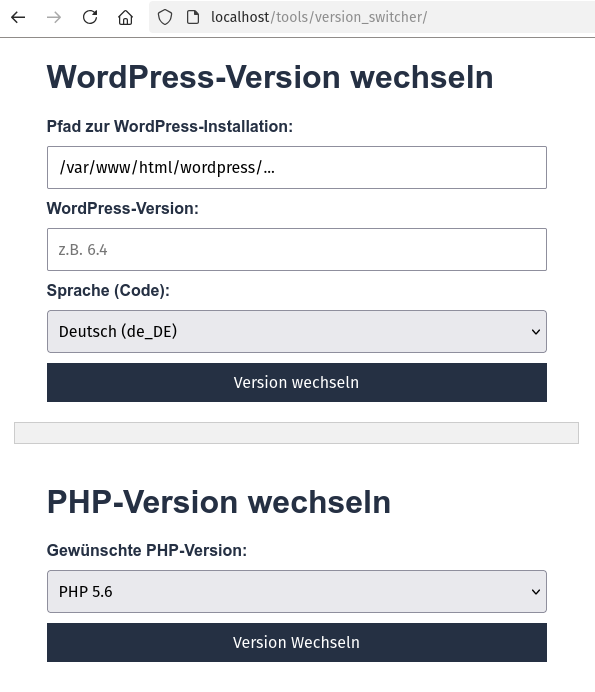 localhost/tools/version_switcher/
WordPress-Version wechseln
Pfad zur WordPress-Installation:
/var/www/html/wordpress/...
WordPress-Version:
z.B. 6.4
Sprache (Code):
Deutsch (de_DE)
Version wechseln
PHP-Version wechseln
Gewünschte PHP-Version:
PHP 5.6
Version Wechseln